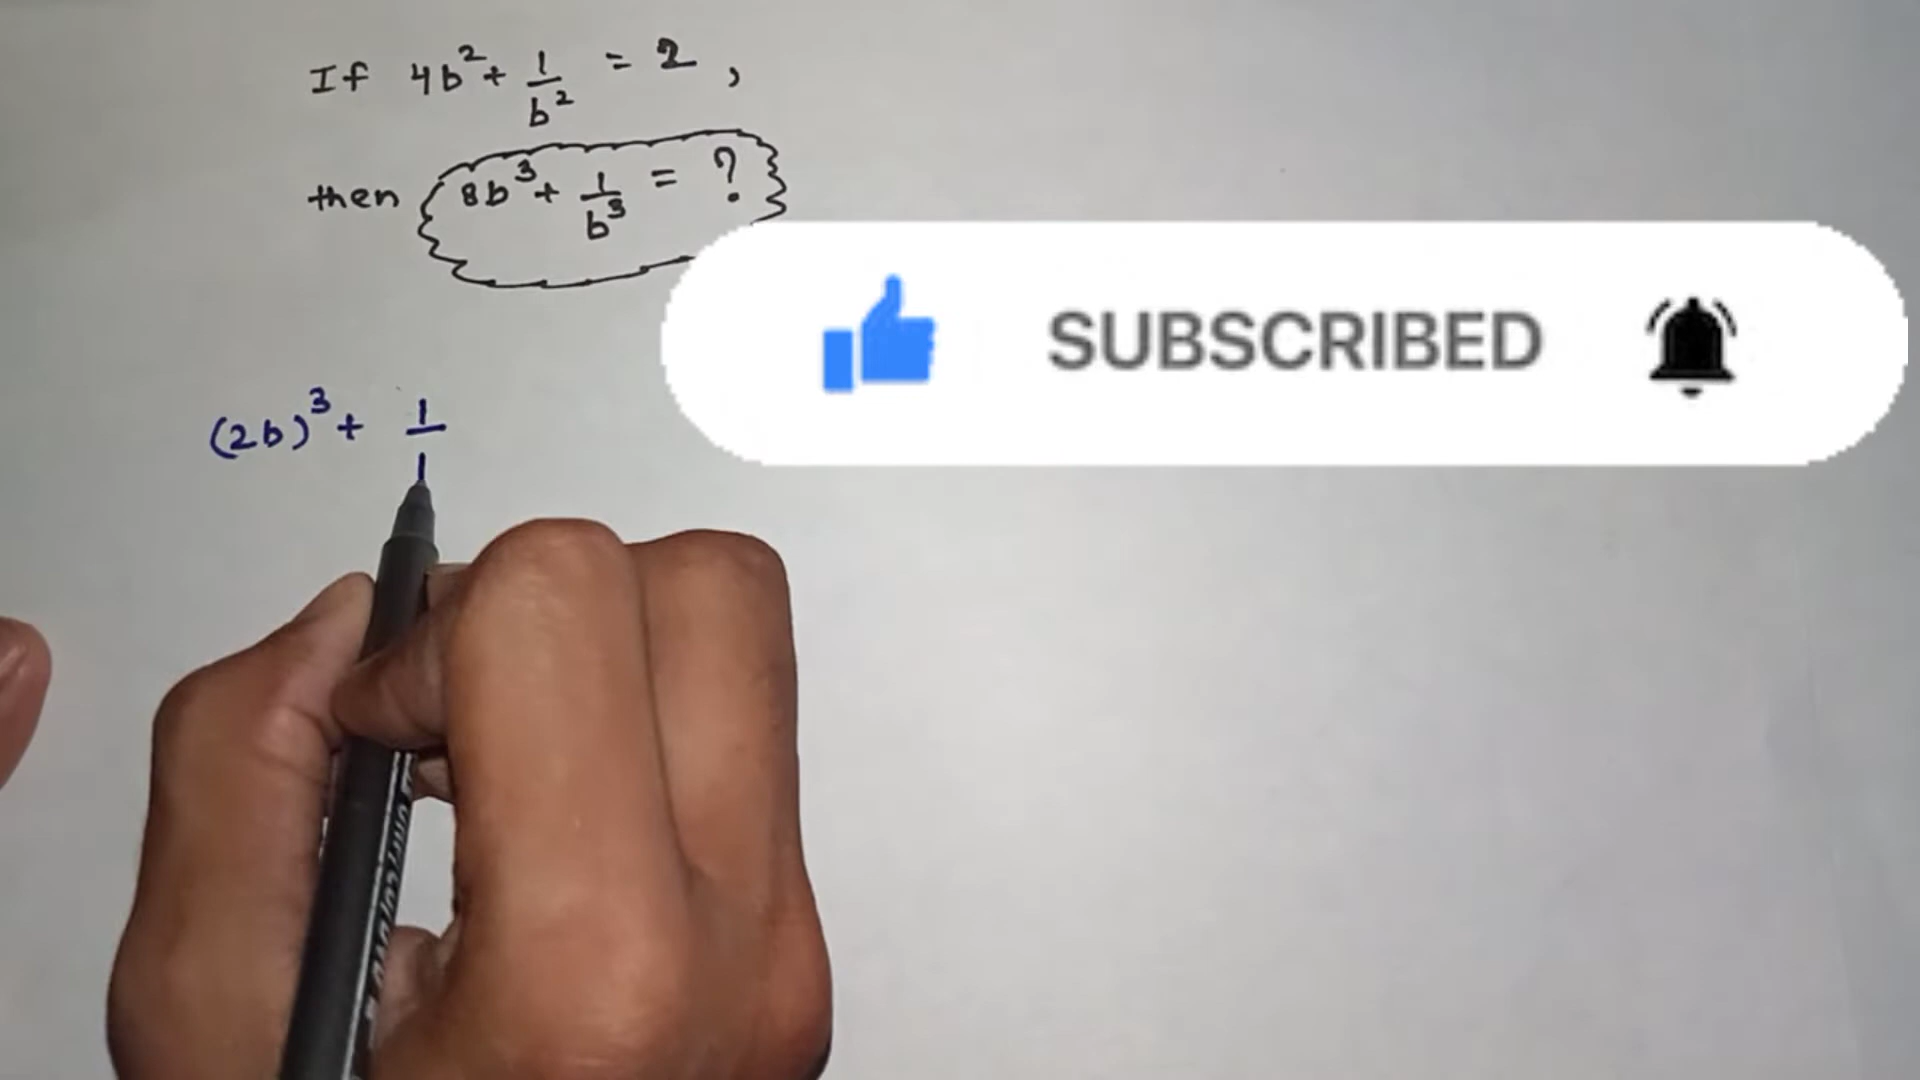 If 4b² + 1/b² = 2 ,
then 8b³ + 1/b³ = ?
SUBSCRIBED
(2b)³ + 1/1